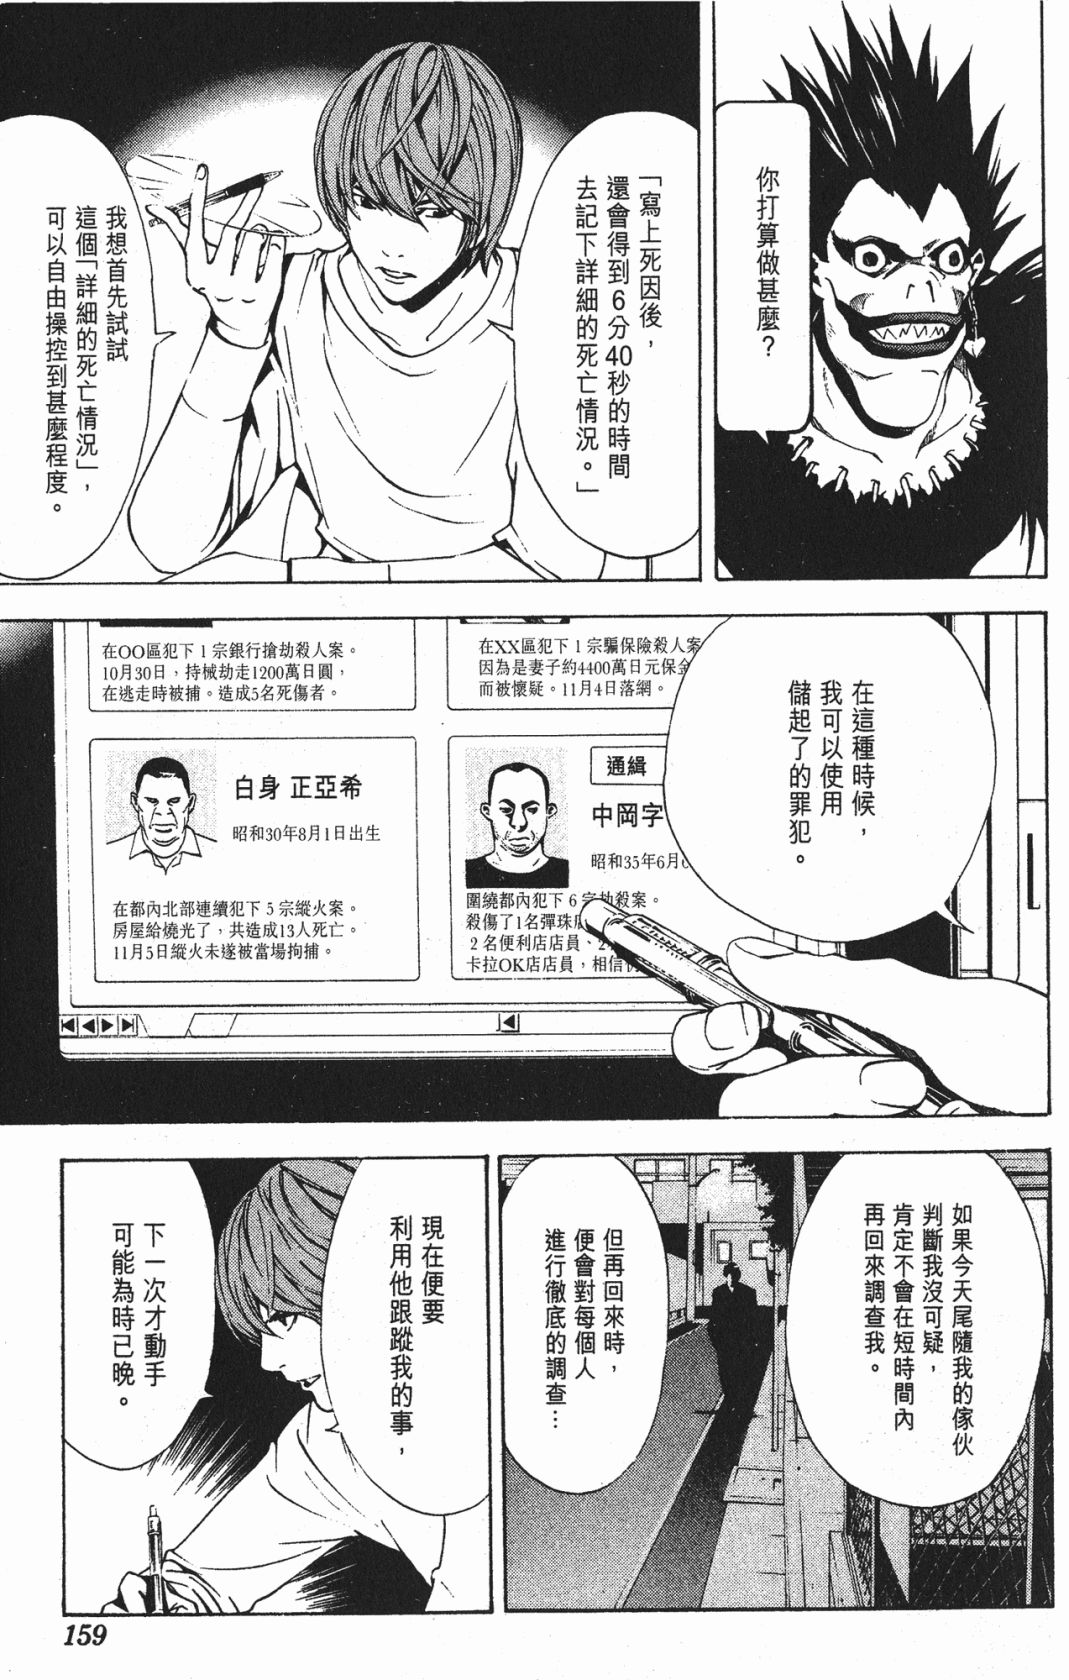 你打算做甚麼？
「寫上死因後，
還會得到6分40秒的時間
去記下詳細的死亡情況。」
我想首先試試
這個「詳細的死亡情況」，
可以自由操控到甚麼程度。
在這種時候，
我可以使用
儲起了的罪犯。
在OO區犯下1宗銀行搶劫殺人案。
10月30日，持械劫走1200萬日圓，
在逃走時被捕。造成5名死傷者。
在XX區犯下1宗騙保險殺人案
因為是妻子約4400萬日元保金
而被懷疑。11月4日落網。
白身 正亞希
昭和30年8月1日出生
在都內北部連續犯下5宗縱火案。
房屋給燒光了，共造成13人死亡。
11月5日縱火未遂被當場拘捕。
通緝
中岡字
昭和35年6月6
圍繞都內犯下6宗劫殺案。
殺傷了1名彈珠
2名便利店店員、2
卡拉OK店店員，相信
如果今天尾隨我的傢伙
判斷我沒可疑，
肯定不會在短時間內
再回來調查我。
但再回來時，
便會對每個人
進行徹底的調查…
現在便要
利用他跟蹤我的事，
下一次才動手
可能為時已晚。
159